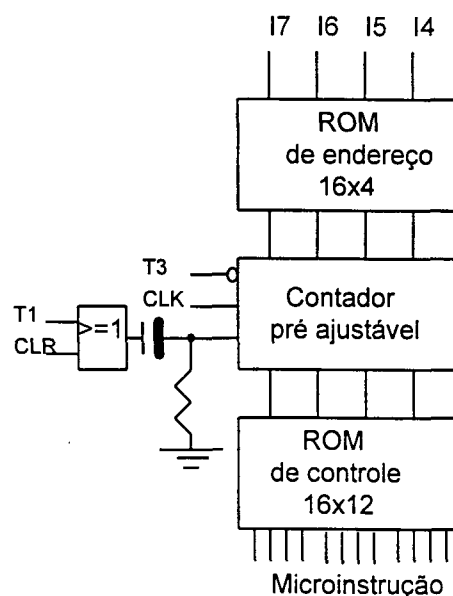 I7 I6 I5 I4
ROM
de endereço
16x4
T3
CLK
Contador
pré ajustável
T1
CLR
>=1
ROM
de controle
16x12
Microinstrução